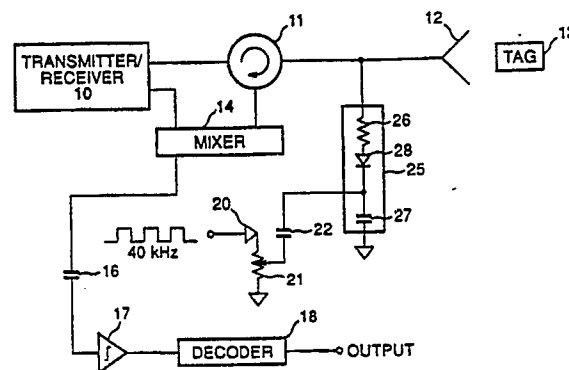 11
12
13
TRANSMITTER/
RECEIVER
10
TAG
14
MIXER
26
28
25
27
20
22
40 kHz
21
16
17
18
DECODER
OUTPUT